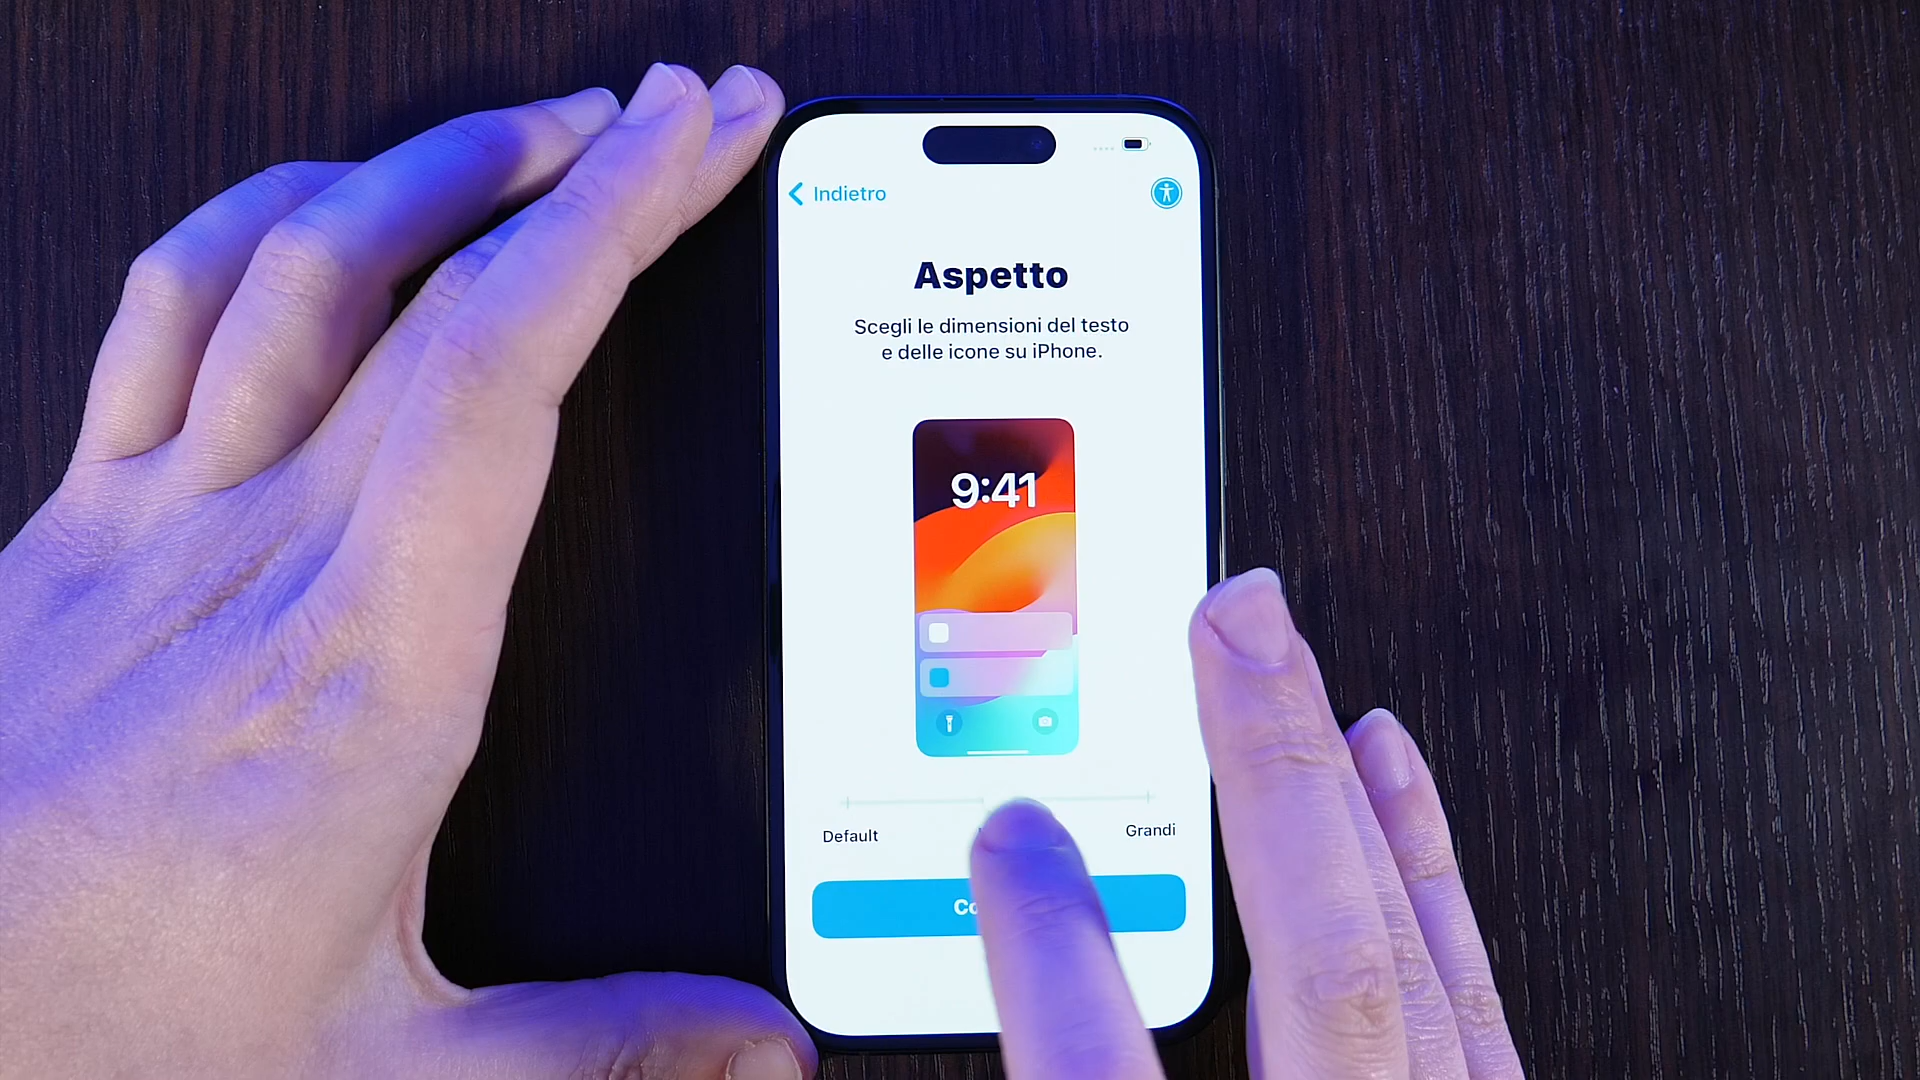 Indietro
Aspetto
Scegli le dimensioni del testo
e delle icone su iPhone.
9:41
Default
Grandi